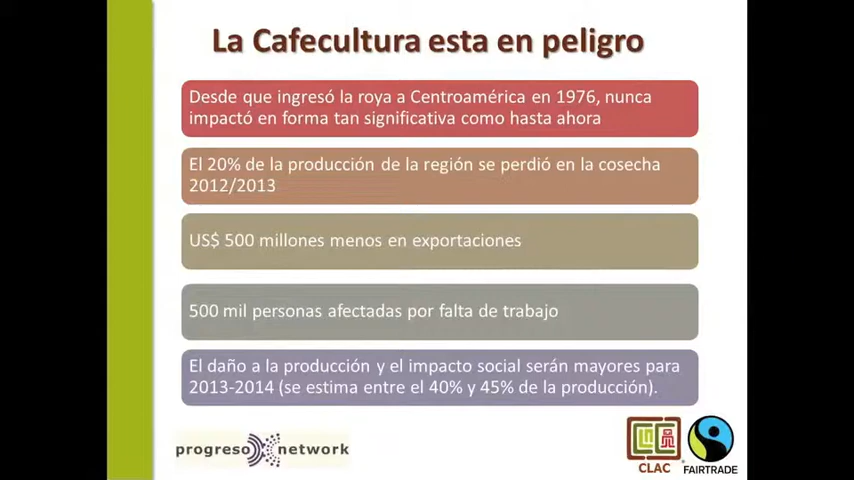 La Cafecultura esta en peligro
Desde que ingresó la roya a Centroamérica en 1976, nunca
impactó en forma tan significativa como hasta ahora
El 20% de la producción de la región se perdió en la cosecha
2012/2013
US$ 500 millones menos en exportaciones
500 mil personas afectadas por falta de trabajo
El daño a la producción y el impacto social serán mayores para
2013-2014 (se estima entre el 40% y 45% de la producción).
progreso network
CLAC
FAIRTRADE